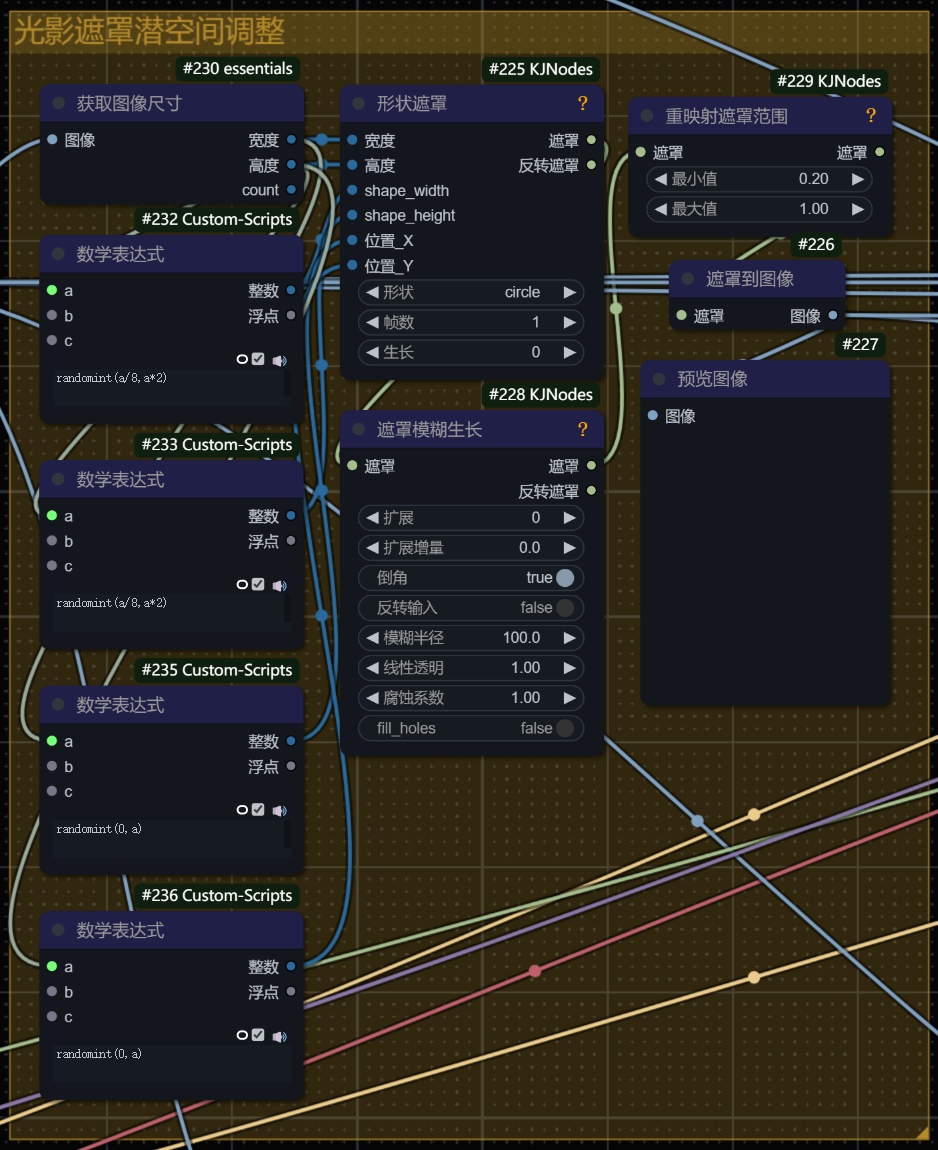 光影遮罩潜空间调整
#230 essentials
获取图像尺寸
图像
宽度
高度
count
#232 Custom-Scripts
数学表达式
a
整数
b
浮点
c
randomint(a/8,a*2)
#233 Custom-Scripts
数学表达式
a
整数
b
浮点
c
randomint(a/8,a*2)
#235 Custom-Scripts
数学表达式
a
整数
b
浮点
c
randomint(0,a)
#236 Custom-Scripts
数学表达式
a
整数
b
浮点
c
randomint(0,a)
#225 KJNodes
形状遮罩 ?
宽度
遮罩
高度
反转遮罩
shape_width
shape_height
位置_X
位置_Y
形状 circle
帧数 1
生长 0
#228 KJNodes
遮罩模糊生长 ?
遮罩
遮罩
反转遮罩
扩展 0
扩展增量 0.0
倒角 true
反转输入 false
模糊半径 100.0
线性透明 1.00
腐蚀系数 1.00
fill_holes false
#229 KJNodes
重映射遮罩范围 ?
遮罩
遮罩
最小值 0.20
最大值 1.00
#226
遮罩到图像
遮罩
图像
#227
预览图像
图像